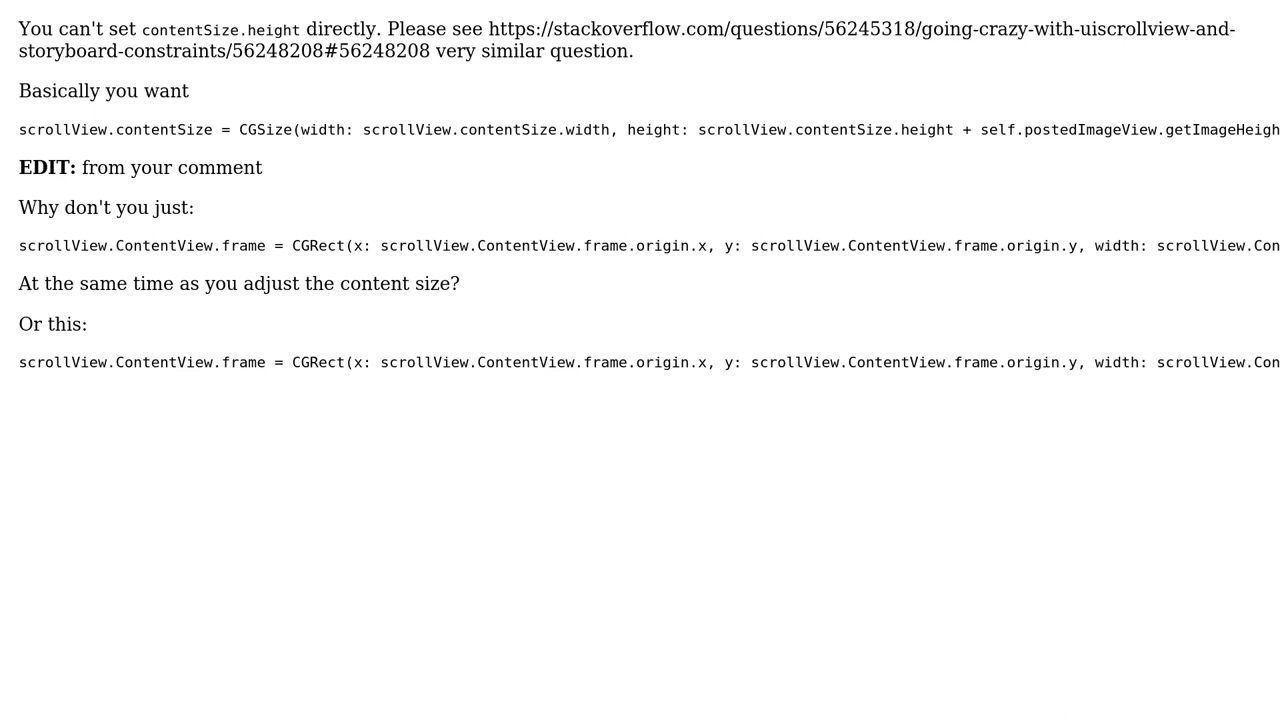 You can't set contentSize.height directly. Please see https://stackoverflow.com/questions/56245318/going-crazy-with-uiscrollview-and-
storyboard-constraints/56248208#56248208 very similar question.
Basically you want
scrollView.contentSize = CGSize(width: scrollView.contentSize.width, height: scrollView.contentSize.height + self.postedImageView.getImageHeigh
EDIT: from your comment
Why don't you just:
scrollView.ContentView.frame = CGRect(x: scrollView.ContentView.frame.origin.x, y: scrollView.ContentView.frame.origin.y, width: scrollView.Con
At the same time as you adjust the content size?
Or this:
scrollView.ContentView.frame = CGRect(x: scrollView.ContentView.frame.origin.x, y: scrollView.ContentView.frame.origin.y, width: scrollView.Con